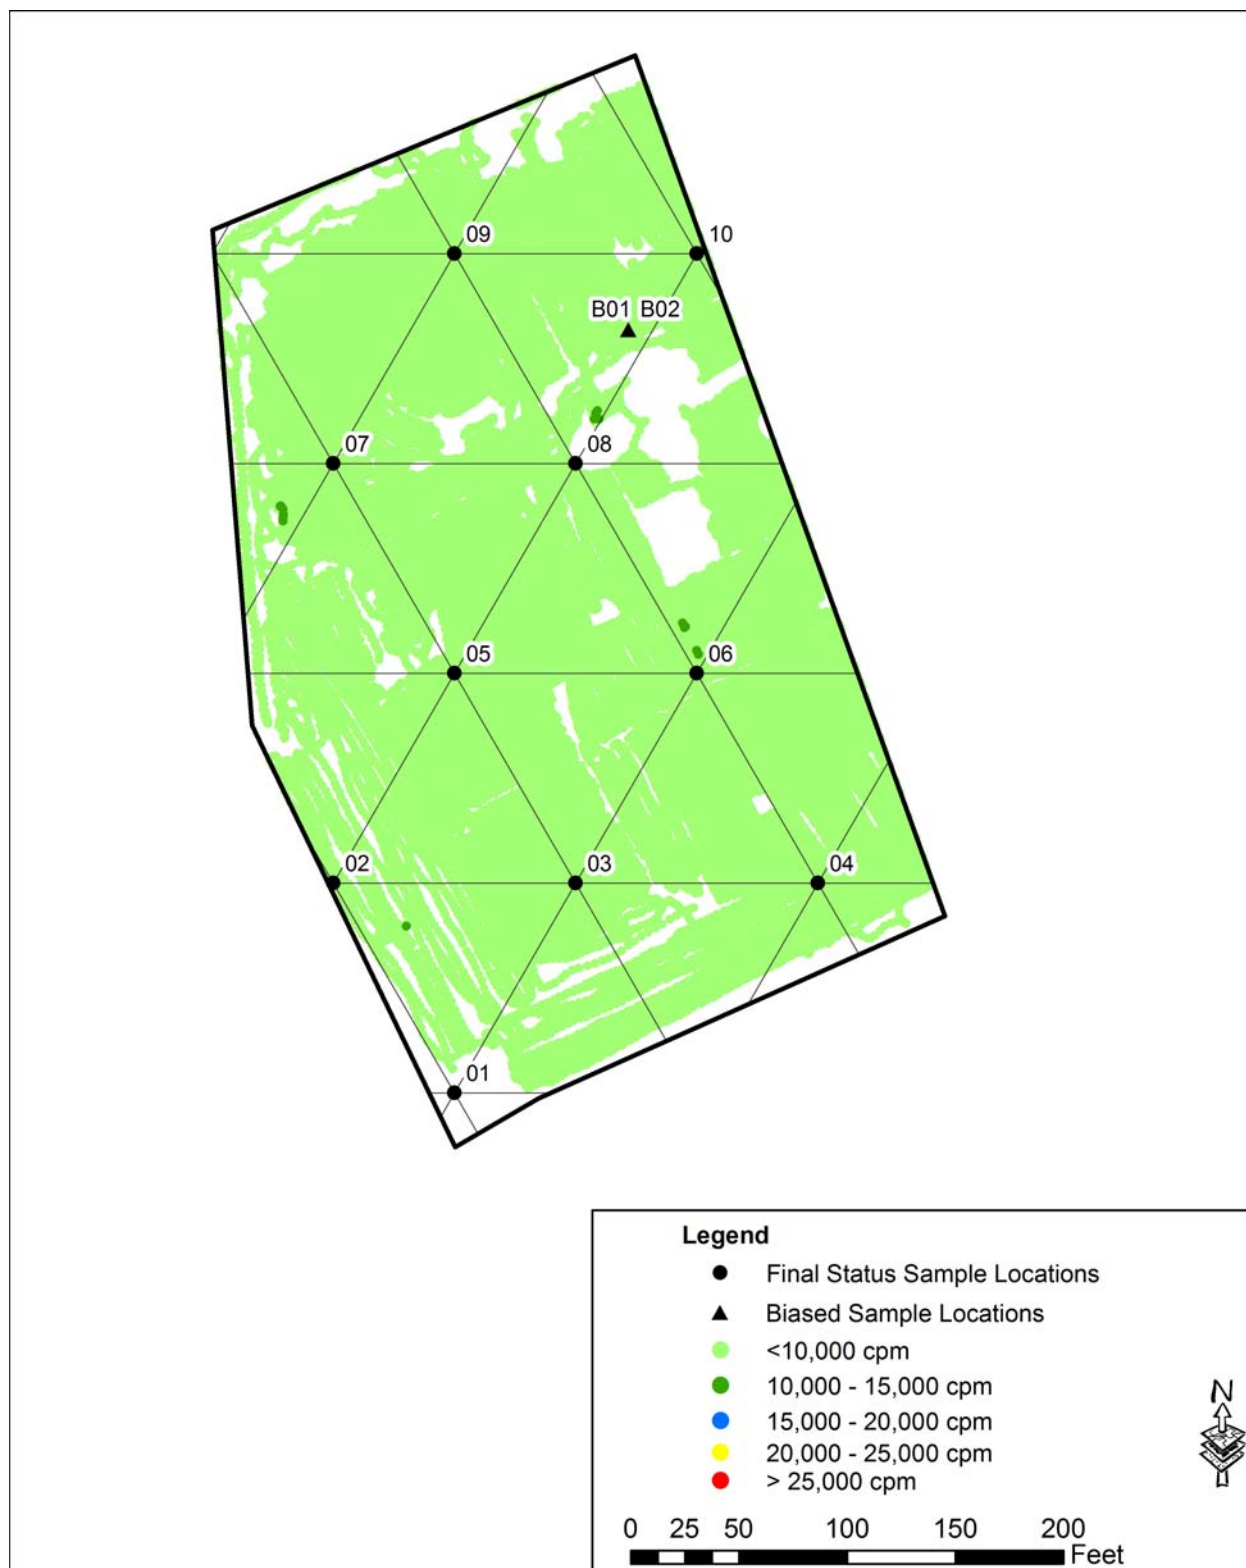 09
10
B01 B02
07
08
05
06
02
03
04
01
Legend
Final Status Sample Locations
Biased Sample Locations
<10,000 cpm
10,000 - 15,000 cpm
15,000 - 20,000 cpm
20,000 - 25,000 cpm
> 25,000 cpm
N
0 25 50 100 150 200
Feet